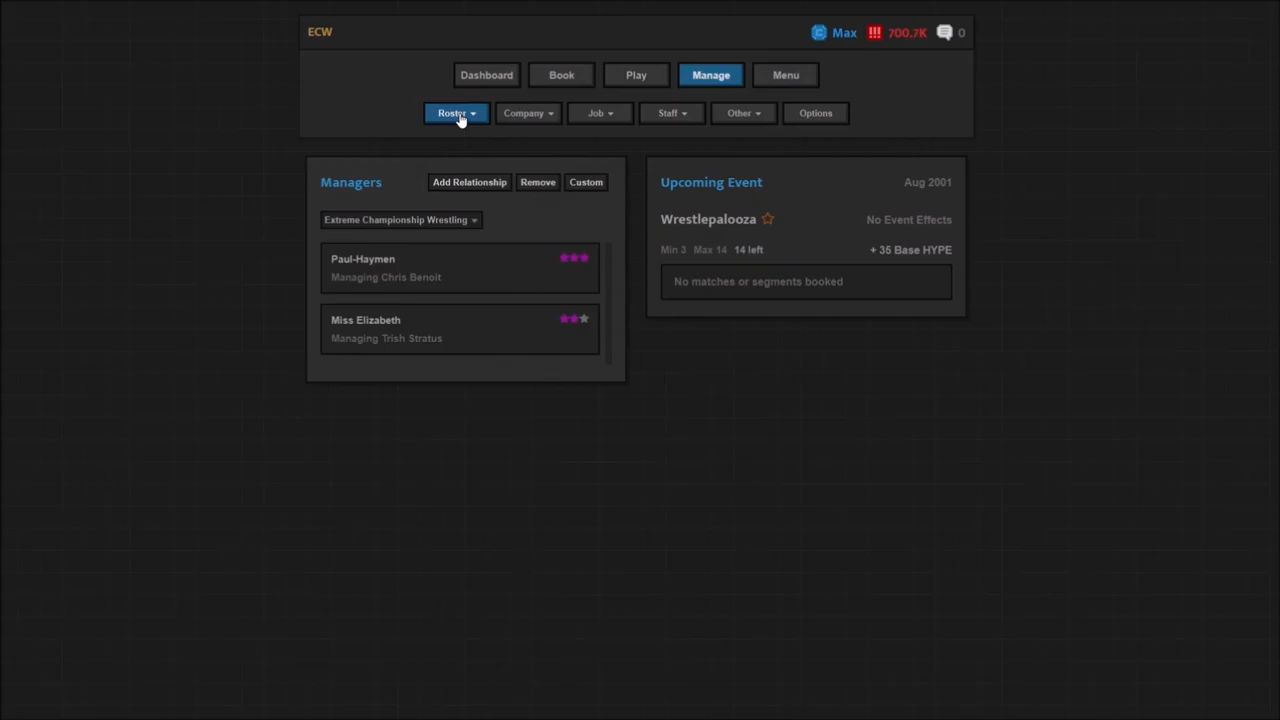 ECW
Max 700.7K 0
Dashboard Book Play Manage Menu
Roster Company Job Staff Other Options
Managers Add Relationship Remove Custom
Extreme Championship Wrestling
Paul-Haymen
Managing Chris Benoit
Miss Elizabeth
Managing Trish Stratus
Upcoming Event Aug 2001
Wrestlepalooza No Event Effects
Min 3 Max 14 14 left + 35 Base HYPE
No matches or segments booked